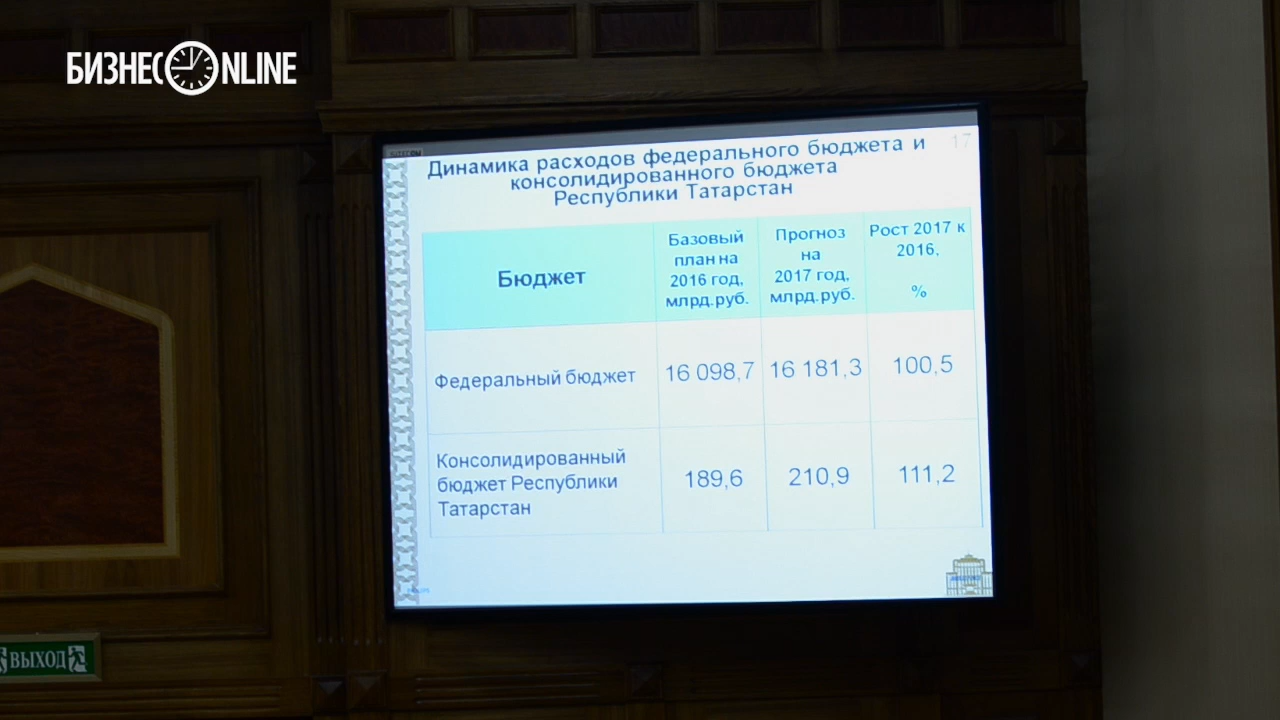 БИЗНЕС ONLINE
17
Динамика расходов федерального бюджета и
консолидированного бюджета
Республики Татарстан
Бюджет
Базовый
план на
2016 год,
млрд.руб.
Прогноз
на
2017 год,
млрд.руб.
Рост 2017 к
2016,
%
Федеральный бюджет
16 098,7
16 181,3
100,5
Консолидированный
бюджет Республики
Татарстан
189,6
210,9
111,2
ВЫХОД